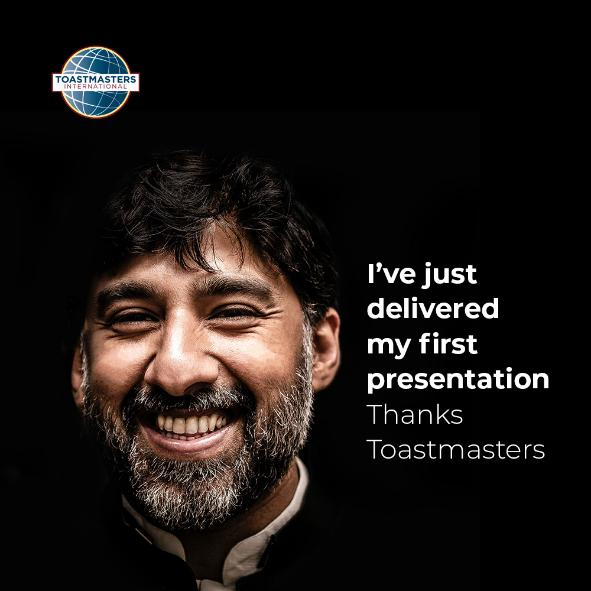 TOASTMASTERS
INTERNATIONAL
I’ve just
delivered
my first
presentation
Thanks
Toastmasters